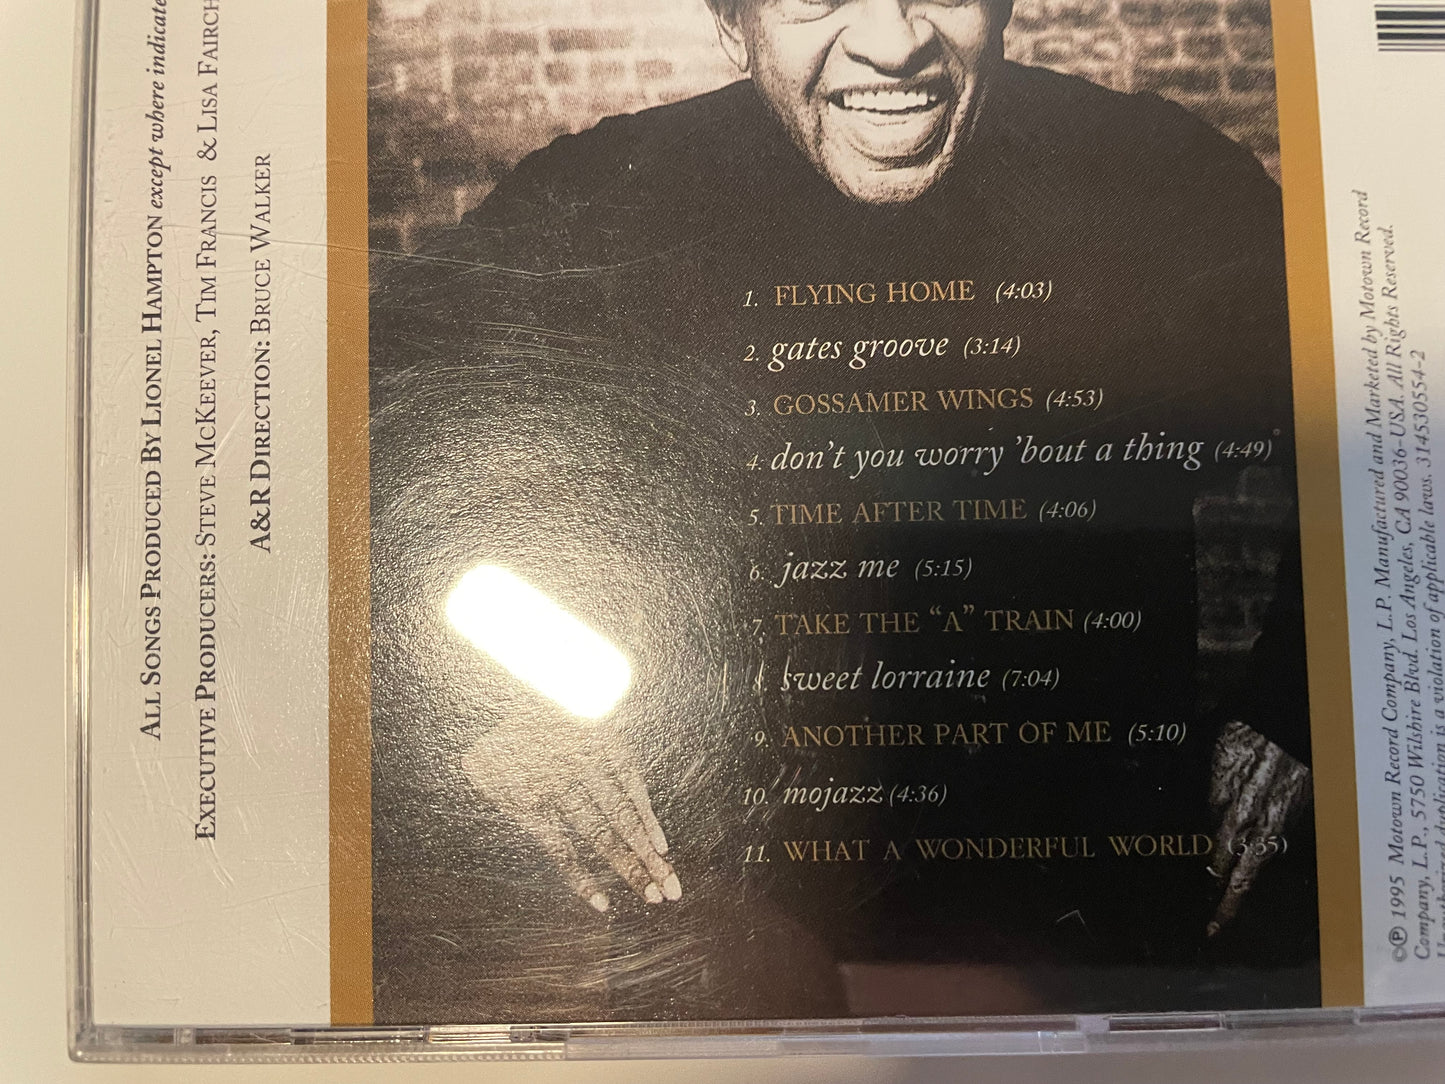 ALL SONGS PRODUCED BY LIONEL HAMPTON except where
EXECUTIVE PRODUCERS: STEVE MCKEVER, TIM FRANCIS & LISA
A&R DIRECTION: BRUCE WALKER
1. FLYING HOME (4:03)
2. gates groove (3:14)
3. GOSSAMER WINGS (4:53)
4. don't you worry 'bout a thing (4:49)
5. TIME AFTER TIME (4:06)
6. jazz me (5:15)
7. TAKE THE “A” TRAIN (4:00)
8. sweet lorraine (7:04)
9. ANOTHER PART OF ME (5:10)
10. mojazz (4:36)
11. WHAT A WONDERFUL WORLD (3:35)
©℗ 1995 Motown Record Company, L.P. Manufactured and Marketed by Motown Record
Company, L.P., 5750 Wilshire Blvd. Los Angeles, CA 90036-USA. All Rights Reserved.
duplication is a violation of applicable laws. 314530554-2